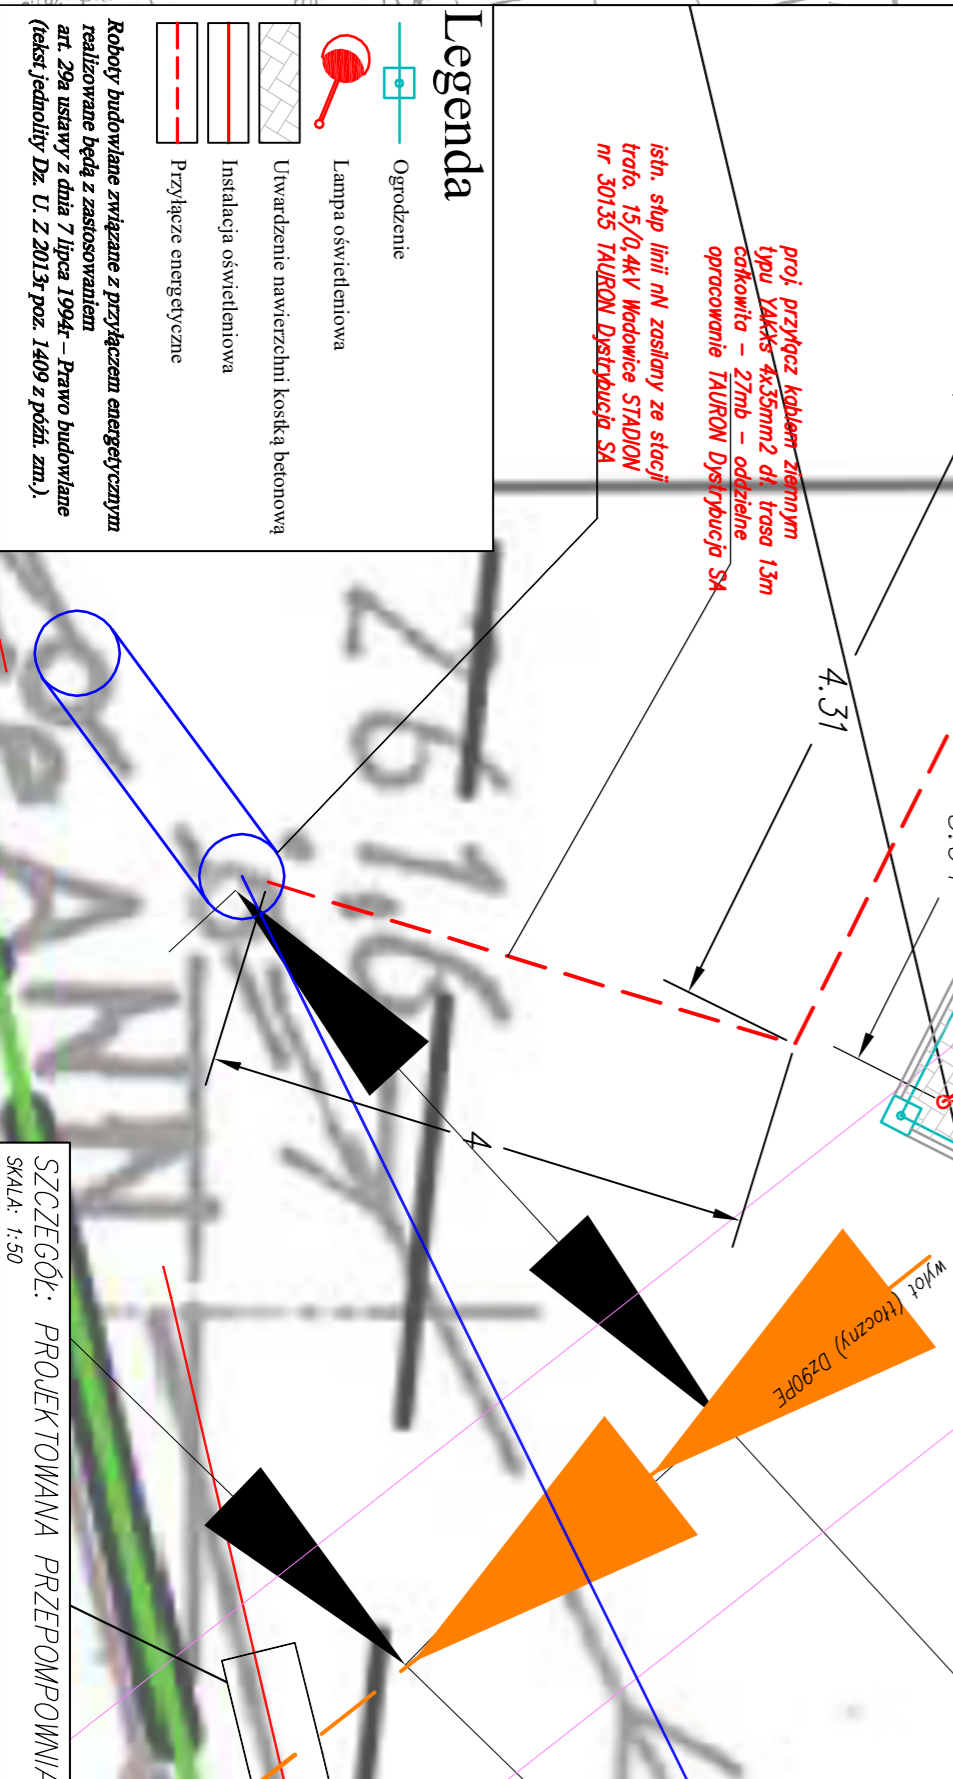 Legenda
Ogrodzenie
Lampa oświetleniowa
Utwardzenie nawierzchni kostką betonową
Instalacja oświetleniowa
Przyłącze energetyczne
Roboty budowlane związane z przyłączem energetycznym
realizowane będą z zastosowaniem
art. 29a ustawy z dnia 7 lipca 1994r – Prawo budowlane
(tekst jednolity Dz. U. Z 2013r poz. 1409 z późń. zm.).
proj. przyłącz kablem ziemnym
typu YAKXs 4x35mm2 dł. trasa 13m
całkowita – 27mb – oddzielne
opracowanie TAURON Dystrybucja SA
istn. słup linii nN zasilany ze stacji
trafo. 15/0,4kV Wadowice STADION
nr 30135 TAURON Dystrybucja SA
4.31
4
261.6
wylot (tłoczny) Dz90PE
SZCZEGÓŁ: PROJEKTOWANA PRZEPOMPOWNIA
SKALA: 1:50